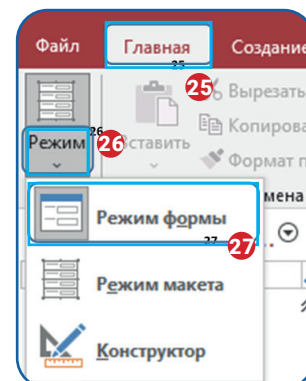 Файл Главная Создание
25
25 Вырезать
26 Копирова
Режим 26 Вставить
Формат п
мена
Режим формы
27
27
Режим макета
Конструктор